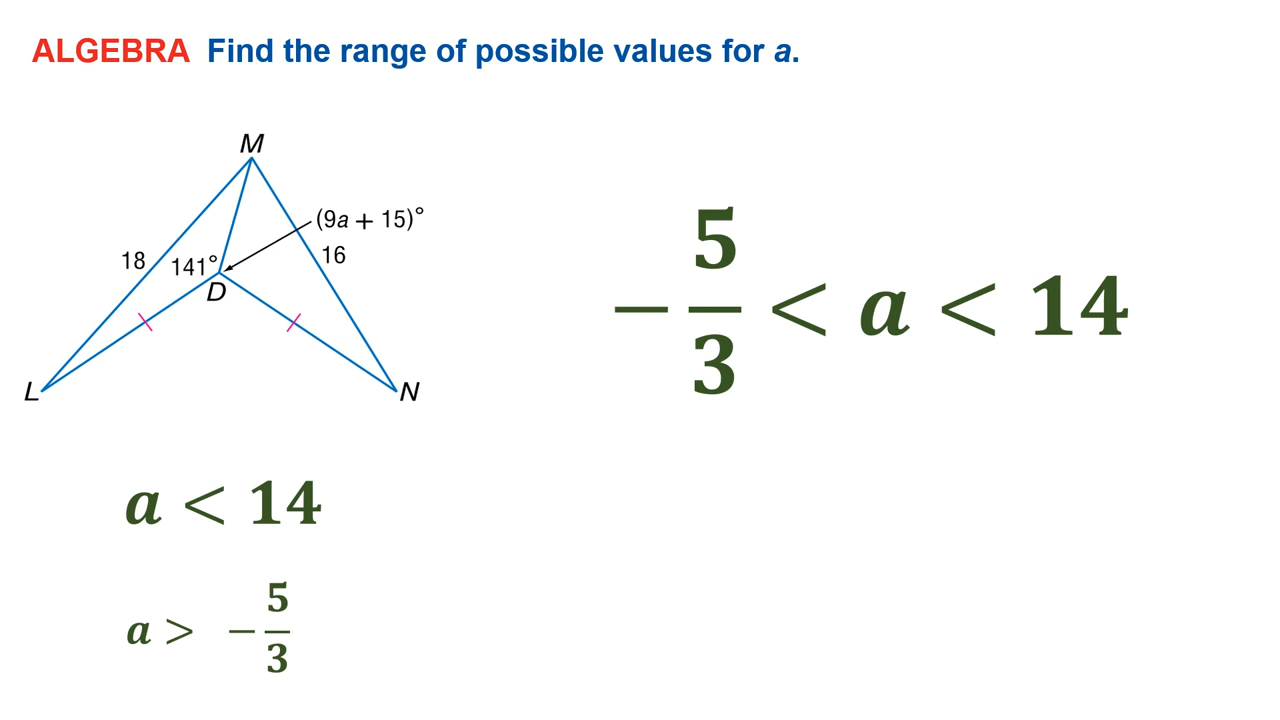 ALGEBRA Find the range of possible values for a.
M
(9a + 15)°
18
141°
16
D
L
N
−5/3 < a < 14
a < 14
a > −5/3